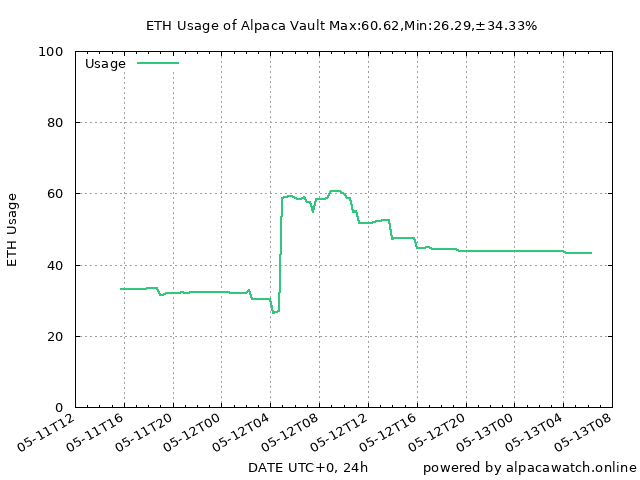 ETH Usage of Alpaca Vault Max:60.62,Min:26.29,±34.33%
100
Usage
80
60
ETH Usage
40
20
0
05-11T12
05-11T16
05-11T20
05-12T00
05-12T04
05-12T08
05-12T12
05-12T16
05-12T20
05-13T00
05-13T04
05-13T08
DATE UTC+0, 24h
powered by alpacawatch.online